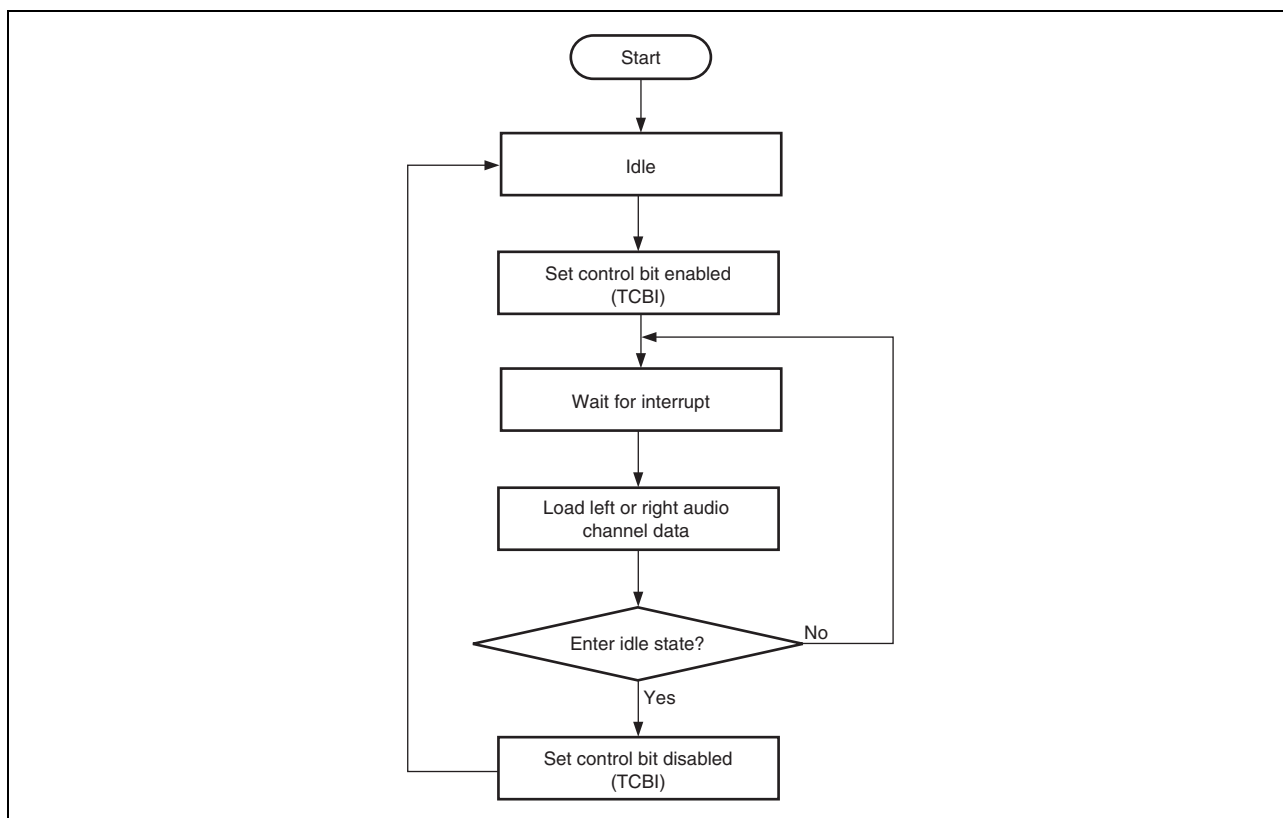 Start
Idle
Set control bit enabled
(TCBI)
Wait for interrupt
Load left or right audio
channel data
Enter idle state?
No
Yes
Set control bit disabled
(TCBI)